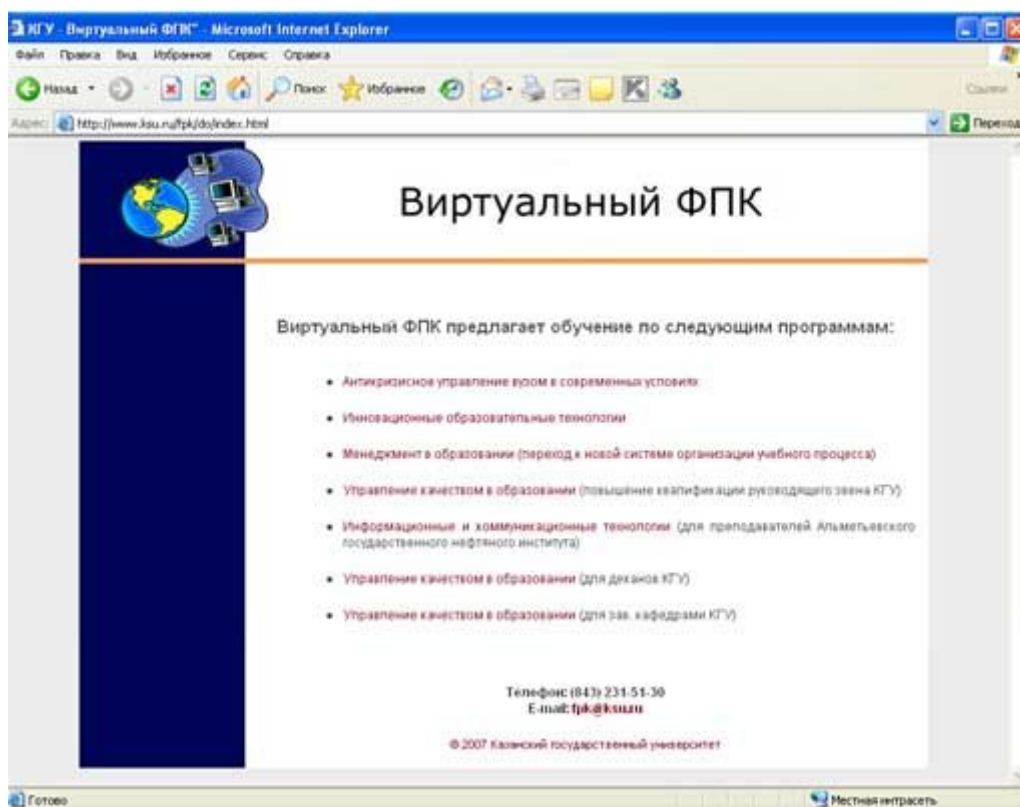 КГУ - Виртуальный ФПК" - Microsoft Internet Explorer
Файл Правка Вид Избранное Сервис Справка
Назад Поиск Избранное Ссылки
Адрес: http://www.ksu.ru/fpk/do/index.html Переход
Виртуальный ФПК
Виртуальный ФПК предлагает обучение по следующим программам:
• Антикризисное управление вузом в современных условиях
• Инновационные образовательные технологии
• Менеджмент в образовании (переход к новой системе организации учебного процесса)
• Управление качеством в образовании (повышение квалификации руководящего звена КГУ)
• Информационные и коммуникационные технологии (для преподавателей Альметьевского
государственного нефтяного института)
• Управление качеством в образовании (для деканов КГУ)
• Управление качеством в образовании (для зав. кафедрами КГУ)
Телефон: (843) 231-51-30
E-mail: fpk@ksu.ru
© 2007 Казанский государственный университет
Готово Местная интрасеть